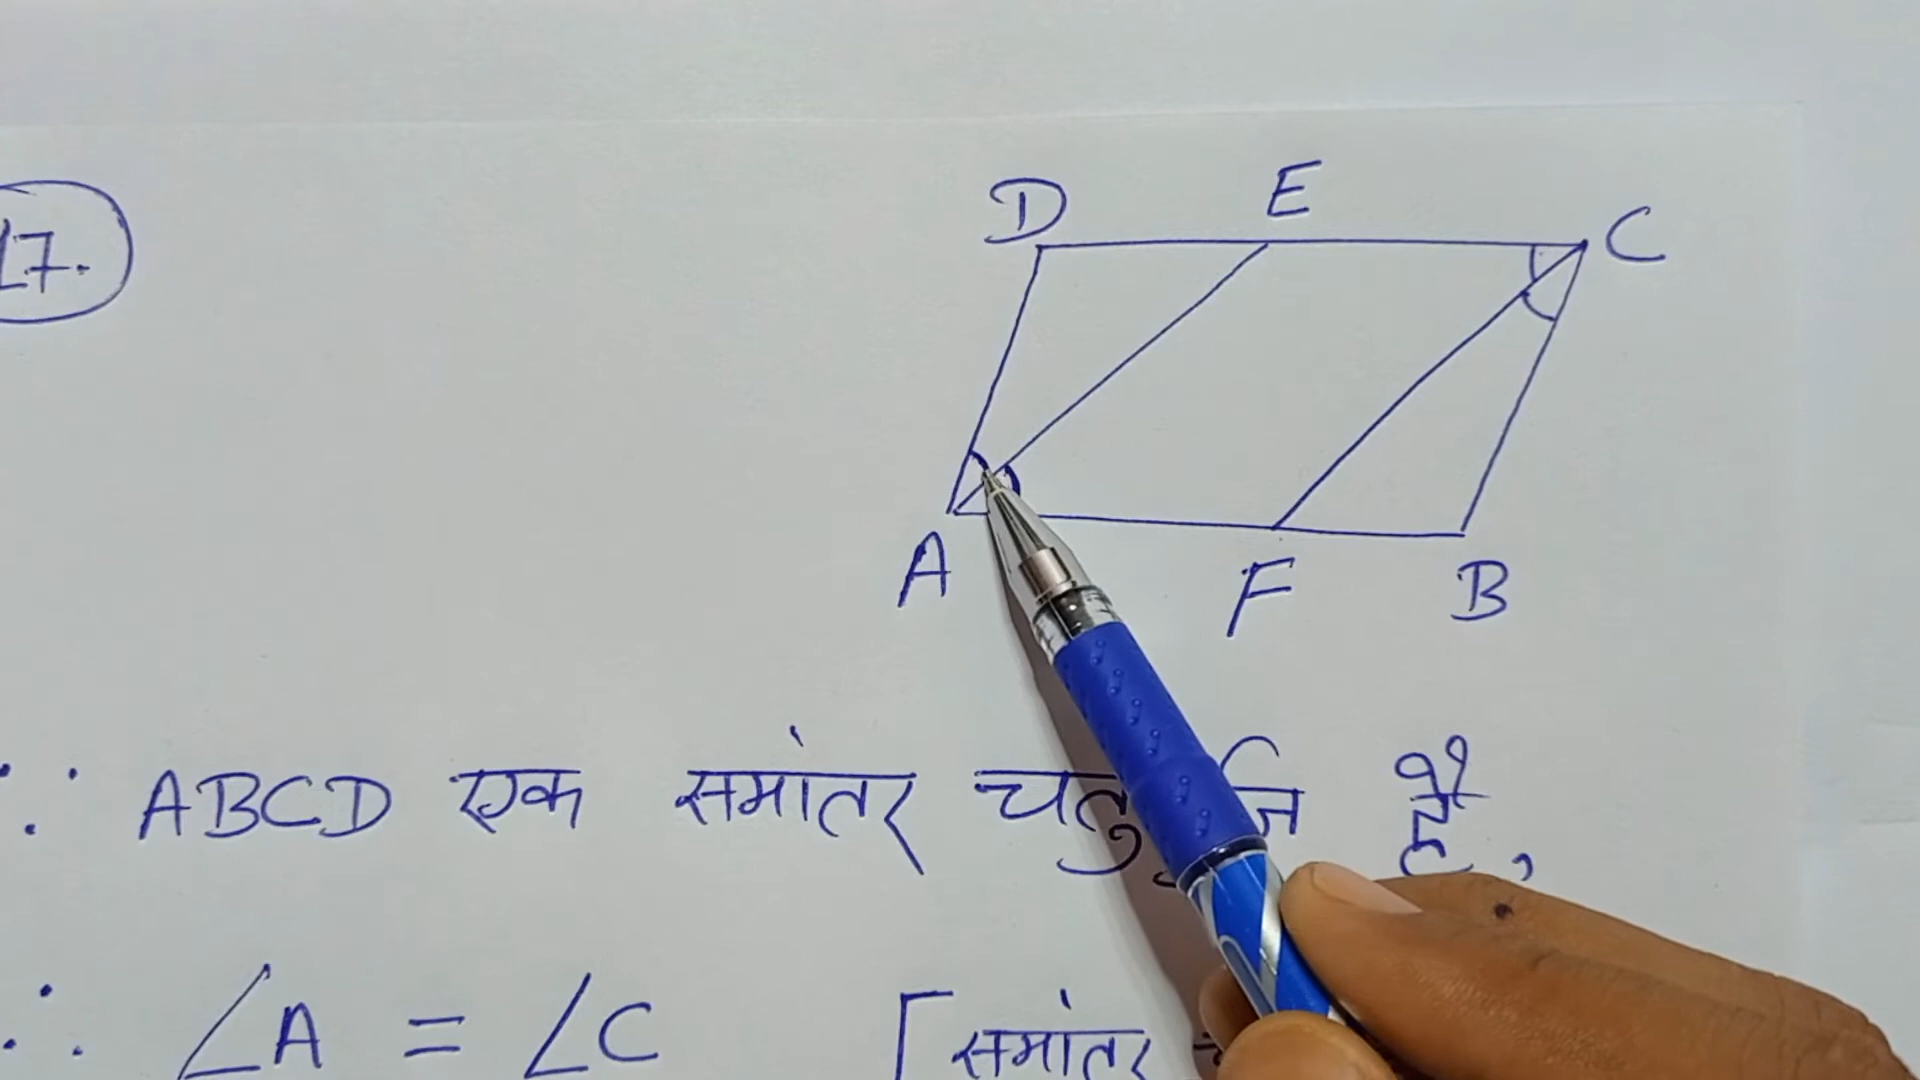 17.
D E C
A F B
∵ ABCD एक समांतर चतुर्भुज है,
∴ ∠A = ∠C [समांतर